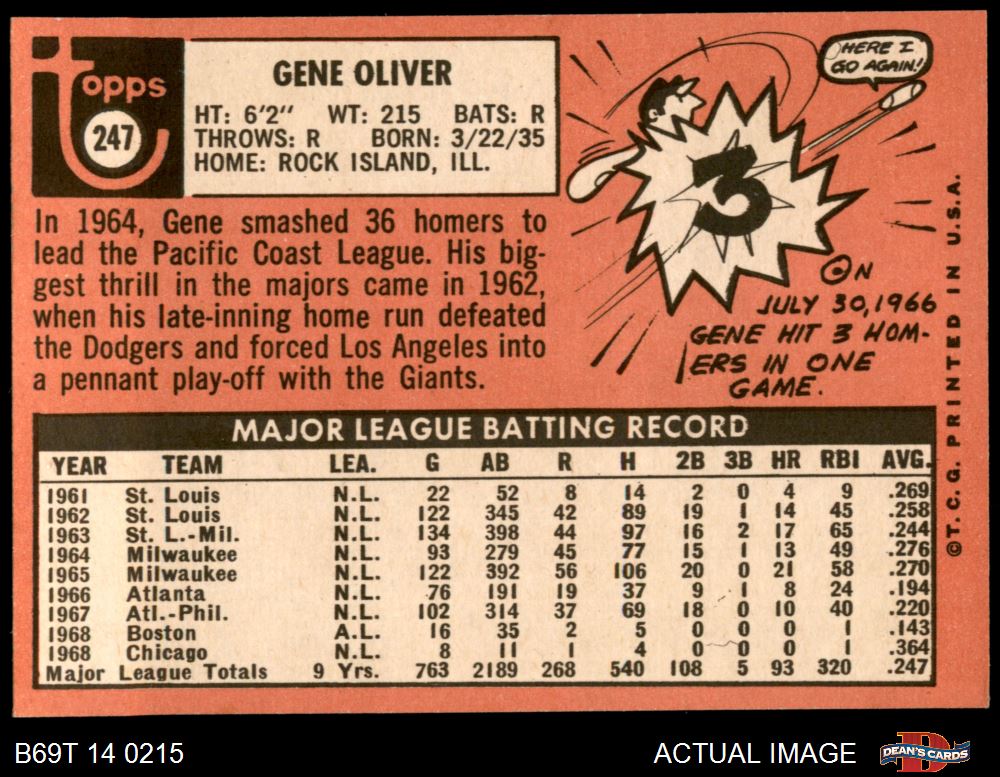 Topps
247
GENE OLIVER
HT: 6'2" WT: 215 BATS: R
THROWS: R BORN: 3/22/35
HOME: ROCK ISLAND, ILL.
In 1964, Gene smashed 36 homers to
lead the Pacific Coast League. His big-
gest thrill in the majors came in 1962,
when his late-inning home run defeated
the Dodgers and forced Los Angeles into
a pennant play-off with the Giants.
HERE I
GO AGAIN!
3
ON
JULY 30, 1966
GENE HIT 3 HOM-
ERS IN ONE
GAME.
©T.C.G. PRINTED IN U.S.A.
MAJOR LEAGUE BATTING RECORD
YEAR TEAM LEA. G AB R H 2B 3B HR RBI AVG.
1961 St. Louis N.L. 22 52 8 14 2 0 4 9 .269
1962 St. Louis N.L. 122 345 42 89 19 1 14 45 .258
1963 St. L.-Mil. N.L. 134 398 44 97 16 2 17 65 .244
1964 Milwaukee N.L. 93 279 45 77 15 1 13 49 .276
1965 Milwaukee N.L. 122 392 56 106 20 0 21 58 .270
1966 Atlanta N.L. 76 191 19 37 9 1 8 24 .194
1967 Atl.-Phil. N.L. 102 314 37 69 18 0 10 40 .220
1968 Boston A.L. 16 35 2 5 0 0 0 1 .143
1968 Chicago N.L. 8 11 1 4 0 0 0 1 .364
Major League Totals 9 Yrs. 763 2189 268 540 108 5 93 320 .247
B69T 14 0215
ACTUAL IMAGE
DEAN'S CARDS